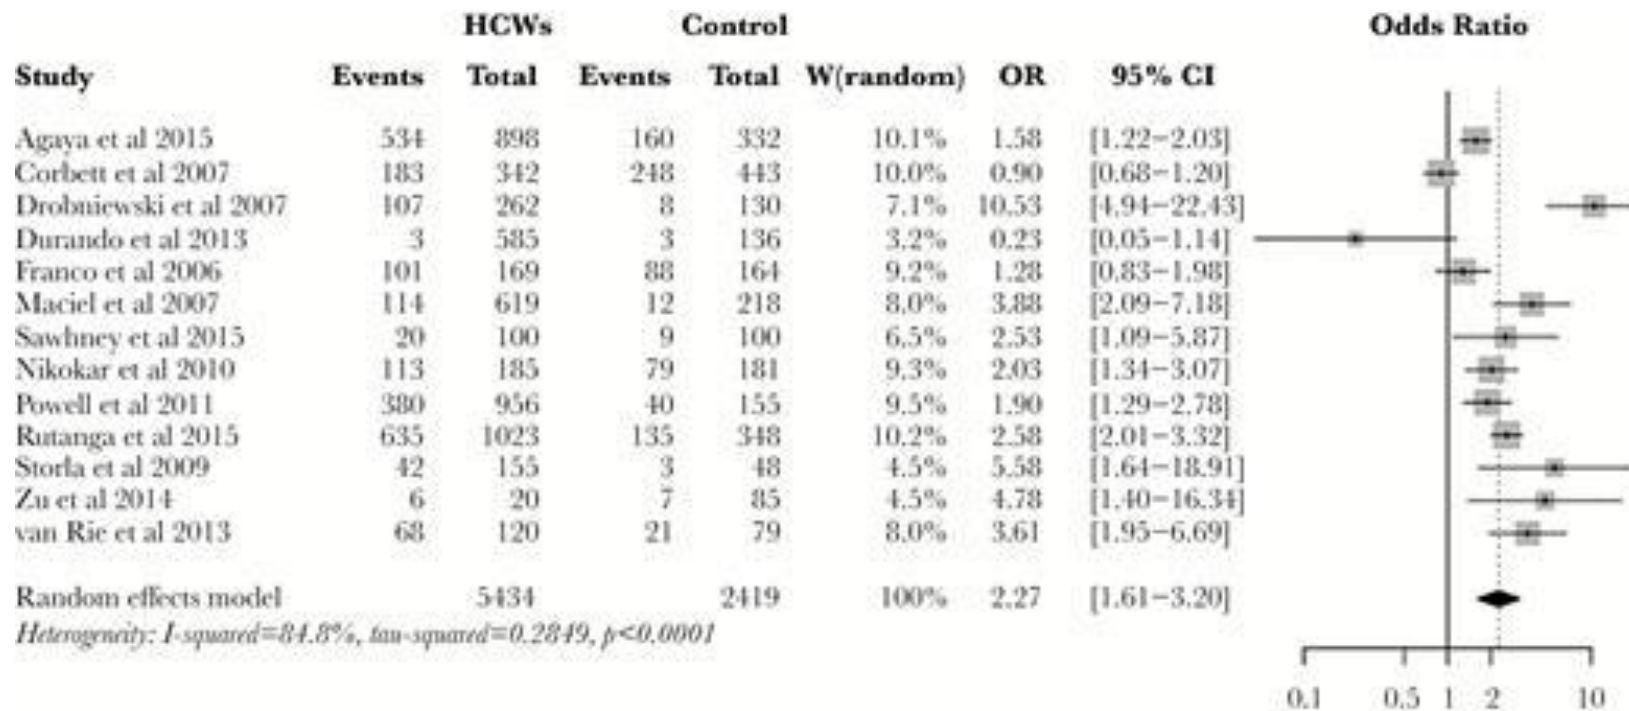 HCWs Control Odds Ratio
Study Events Total Events Total W(random) OR 95% CI
Agaya et al 2015 534 898 160 332 10.1% 1.58 [1.22−2.03]
Corbett et al 2007 183 342 248 443 10.0% 0.90 [0.68−1.20]
Drobniewski et al 2007 107 262 8 130 7.1% 10.53 [4.94−22.43]
Durando et al 2013 3 585 3 136 3.2% 0.23 [0.05−1.14]
Franco et al 2006 101 169 88 164 9.2% 1.28 [0.83−1.98]
Maciel et al 2007 114 619 12 218 8.0% 3.88 [2.09−7.18]
Sawhney et al 2015 20 100 9 100 6.5% 2.53 [1.09−5.87]
Nikokar et al 2010 113 185 79 181 9.3% 2.03 [1.34−3.07]
Powell et al 2011 380 956 40 155 9.5% 1.90 [1.29−2.78]
Rutanga et al 2015 635 1023 135 348 10.2% 2.58 [2.01−3.32]
Storla et al 2009 42 155 3 48 4.5% 5.58 [1.64−18.91]
Zu et al 2014 6 20 7 85 4.5% 4.78 [1.40−16.34]
van Rie et al 2013 68 120 21 79 8.0% 3.61 [1.95−6.69]
Random effects model 5434 2419 100% 2.27 [1.61−3.20]
Heterogeneity: I-squared=84.8%, tau-squared=0.2849, p<0.0001
0.1 0.5 1 2 10